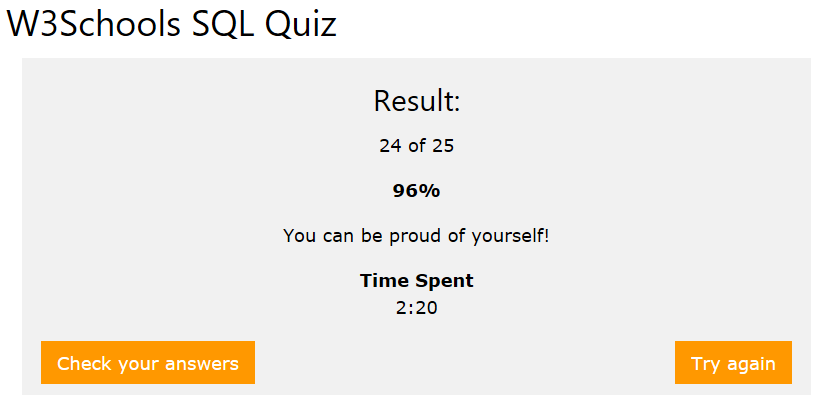 W3Schools SQL Quiz
Result:
24 of 25
96%
You can be proud of yourself!
Time Spent
2:20
Check your answers
Try again